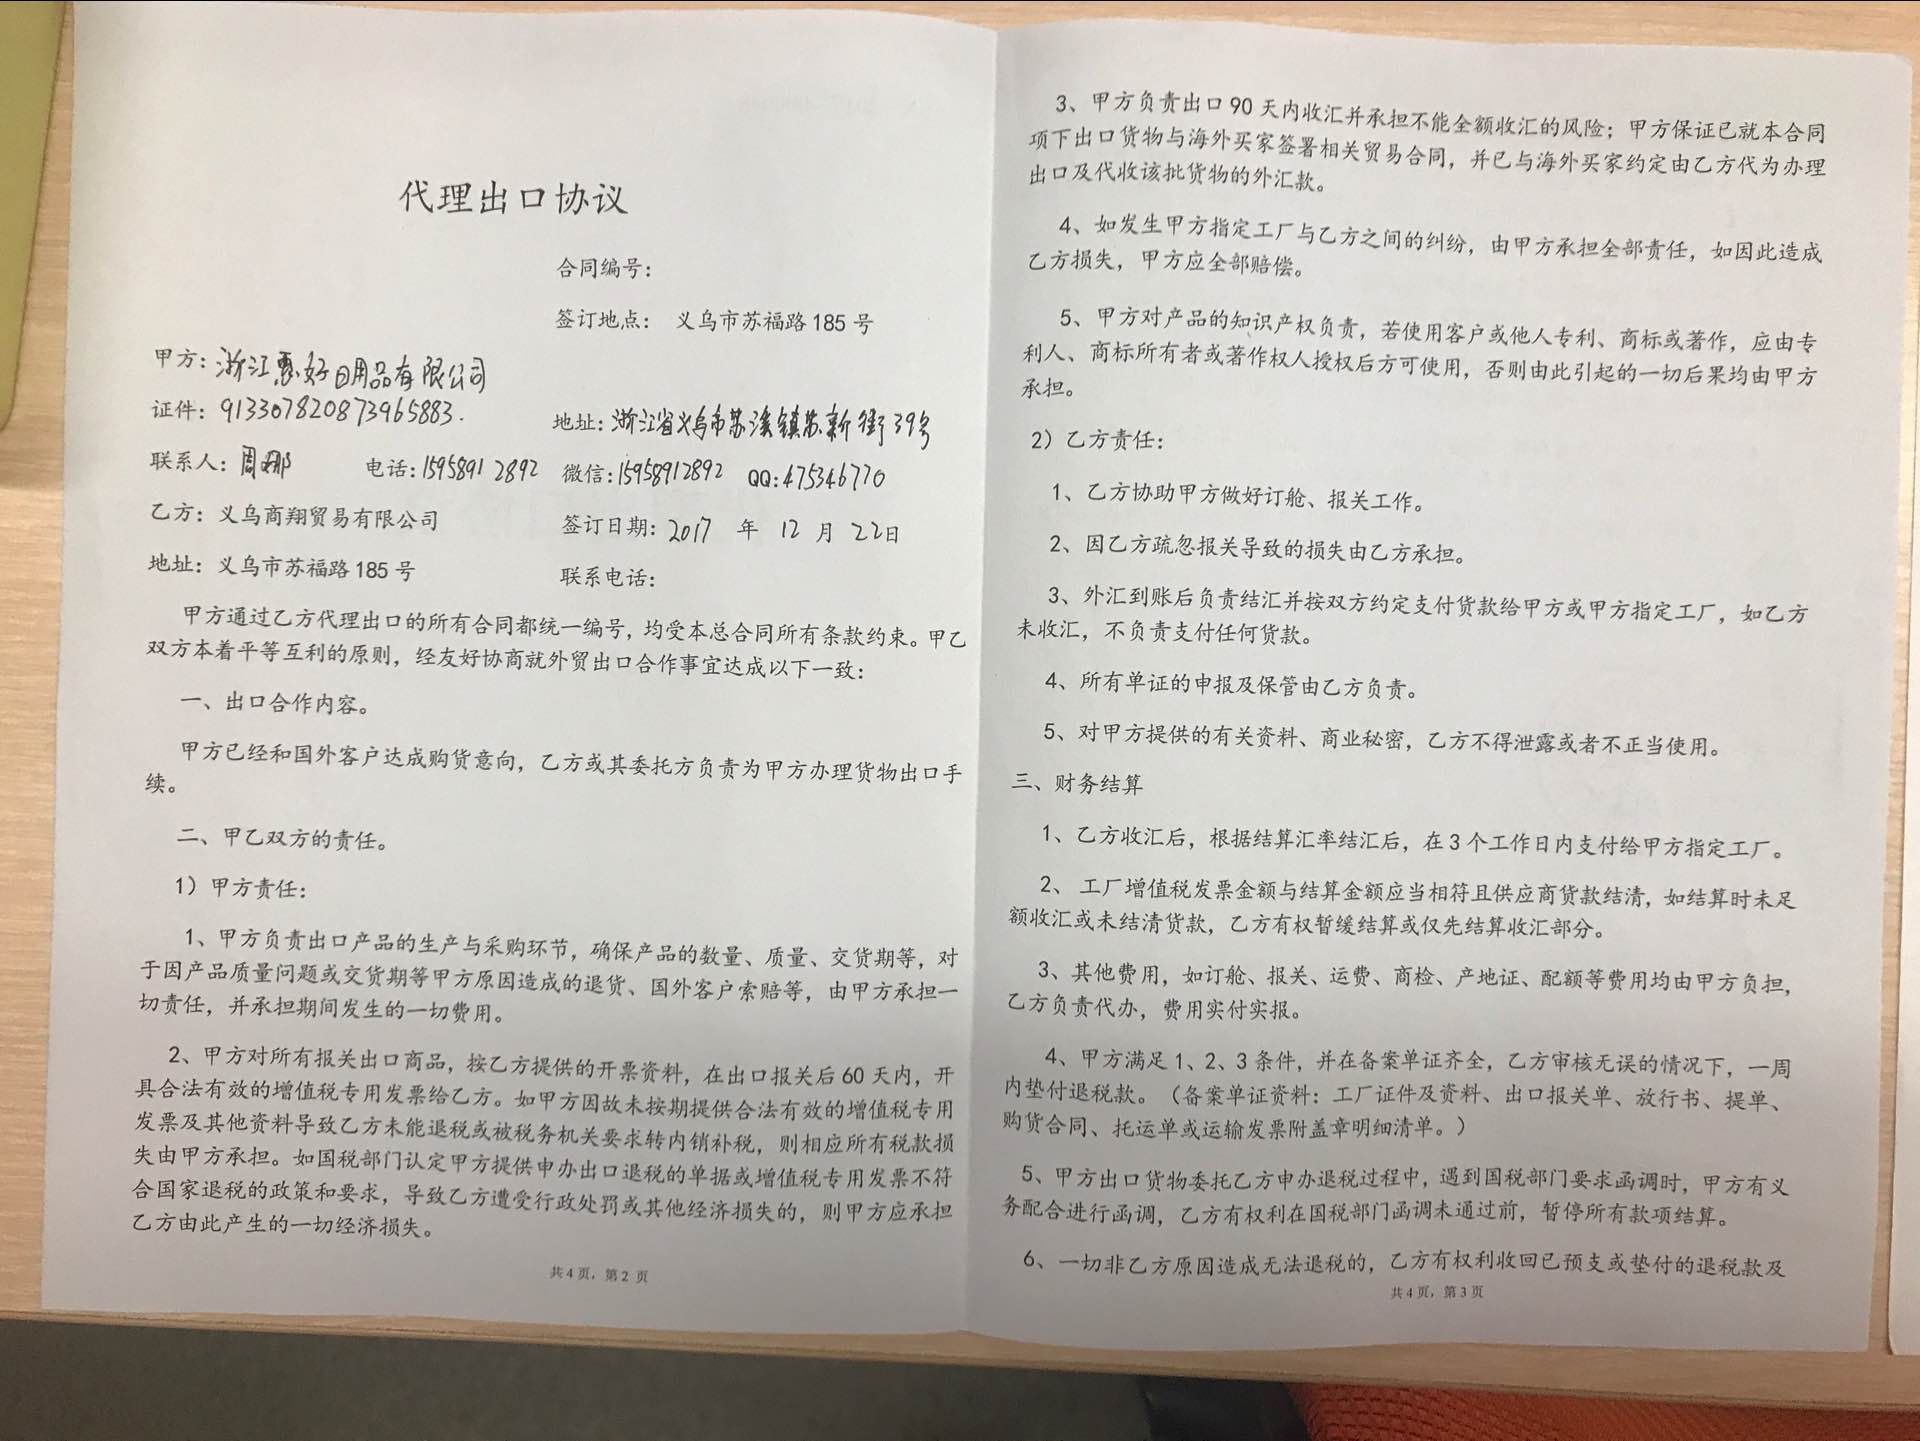 代理出口协议
合同编号：
签订地点： 义乌市苏福路185号
甲方：浙江惠好日用品有限公司
证件：913307820873965883. 地址：浙江省义乌市苏溪镇苏新街39号
联系人：周娜 电话：15958912892 微信：15958912892 QQ：475346770
乙方：义乌商翔贸易有限公司 签订日期：2017 年 12 月 22日
地址：义乌市苏福路185号 联系电话：
甲方通过乙方代理出口的所有合同都统一编号，均受本总合同所有条款约束。甲乙
双方本着平等互利的原则，经友好协商就外贸出口合作事宜达成以下一致：
一、出口合作内容。
甲方已经和国外客户达成购货意向，乙方或其委托方负责为甲方办理货物出口手
续。
二、甲乙双方的责任。
1）甲方责任：
1、甲方负责出口产品的生产与采购环节，确保产品的数量、质量、交货期等，对
于因产品质量问题或交货期等甲方原因造成的退货、国外客户索赔等，由甲方承担一
切责任，并承担期间发生的一切费用。
2、甲方对所有报关出口商品，按乙方提供的开票资料，在出口报关后60天内，开
具合法有效的增值税专用发票给乙方。如甲方因故未按期提供合法有效的增值税专用
发票及其他资料导致乙方未能退税或被税务机关要求转内销补税，则相应所有税款损
失由甲方承担。如国税部门认定甲方提供申办出口退税的单据或增值税专用发票不符
合国家退税的政策和要求，导致乙方遭受行政处罚或其他经济损失的，则甲方应承担
乙方由此产生的一切经济损失。
共4页，第2页
3、甲方负责出口90天内收汇并承担不能全额收汇的风险；甲方保证已就本合同
项下出口货物与海外买家签署相关贸易合同，并已与海外买家约定由乙方代为办理
出口及代收该批货物的外汇款。
4、如发生甲方指定工厂与乙方之间的纠纷，由甲方承担全部责任，如因此造成
乙方损失，甲方应全部赔偿。
5、甲方对产品的知识产权负责，若使用客户或他人专利、商标或著作，应由专
利人、商标所有者或著作权人授权后方可使用，否则由此引起的一切后果均由甲方
承担。
2）乙方责任：
1、乙方协助甲方做好订舱、报关工作。
2、因乙方疏忽报关导致的损失由乙方承担。
3、外汇到账后负责结汇并按双方约定支付货款给甲方或甲方指定工厂，如乙方
未收汇，不负责支付任何货款。
4、所有单证的申报及保管由乙方负责。
5、对甲方提供的有关资料、商业秘密，乙方不得泄露或者不正当使用。
三、财务结算
1、乙方收汇后，根据结算汇率结汇后，在3个工作日内支付给甲方指定工厂。
2、工厂增值税发票金额与结算金额应当相符且供应商货款结清，如结算时未足
额收汇或未结清货款，乙方有权暂缓结算或仅先结算收汇部分。
3、其他费用，如订舱、报关、运费、商检、产地证、配额等费用均由甲方负担，
乙方负责代办，费用实付实报。
4、甲方满足1、2、3条件，并在备案单证齐全，乙方审核无误的情况下，一周
内垫付退税款。（备案单证资料：工厂证件及资料、出口报关单、放行书、提单、
购货合同、托运单或运输发票附盖章明细清单。）
5、甲方出口货物委托乙方申办退税过程中，遇到国税部门要求函调时，甲方有义
务配合进行函调，乙方有权利在国税部门函调未通过前，暂停所有款项结算。
6、一切非乙方原因造成无法退税的，乙方有权利收回已预支或垫付的退税款及
共4页，第3页